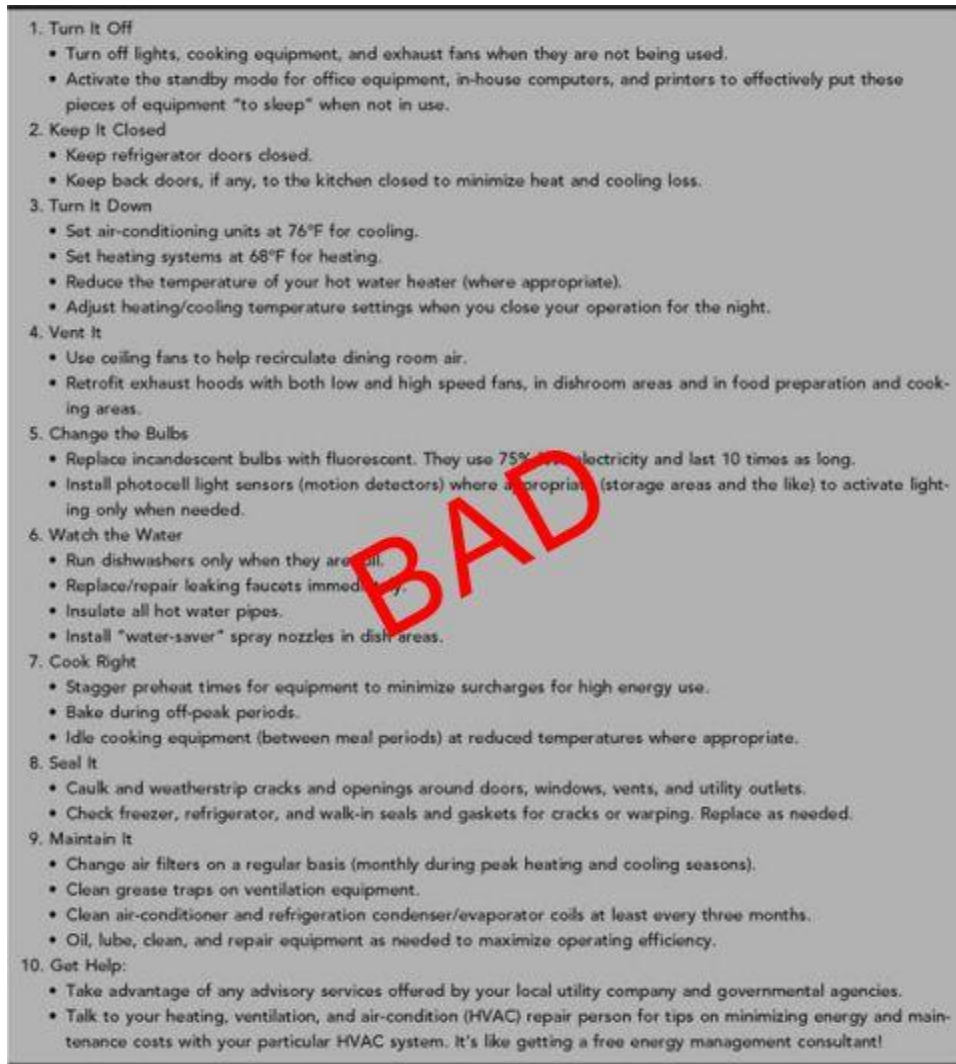 1. Turn It Off
• Turn off lights, cooking equipment, and exhaust fans when they are not being used.
• Activate the standby mode for office equipment, in-house computers, and printers to effectively put these
pieces of equipment "to sleep" when not in use.
2. Keep It Closed
• Keep refrigerator doors closed.
• Keep back doors, if any, to the kitchen closed to minimize heat and cooling loss.
3. Turn It Down
• Set air-conditioning units at 76°F for cooling.
• Set heating systems at 68°F for heating.
• Reduce the temperature of your hot water heater (where appropriate).
• Adjust heating/cooling temperature settings when you close your operation for the night.
4. Vent It
• Use ceiling fans to help recirculate dining room air.
• Retrofit exhaust hoods with both low and high speed fans, in dishroom areas and in food preparation and cook-
ing areas.
5. Change the Bulbs
• Replace incandescent bulbs with fluorescent. They use 75% electricity and last 10 times as long.
• Install photocell light sensors (motion detectors) where appropriate (storage areas and the like) to activate light-
ing only when needed.
6. Watch the Water
• Run dishwashers only when they are full.
• Replace/repair leaking faucets immediately.
• Insulate all hot water pipes.
• Install "water-saver" spray nozzles in dish areas.
BAD
7. Cook Right
• Stagger preheat times for equipment to minimize surcharges for high energy use.
• Bake during off-peak periods.
• Idle cooking equipment (between meal periods) at reduced temperatures where appropriate.
8. Seal It
• Caulk and weatherstrip cracks and openings around doors, windows, vents, and utility outlets.
• Check freezer, refrigerator, and walk-in seals and gaskets for cracks or warping. Replace as needed.
9. Maintain It
• Change air filters on a regular basis (monthly during peak heating and cooling seasons).
• Clean grease traps on ventilation equipment.
• Clean air-conditioner and refrigeration condenser/evaporator coils at least every three months.
• Oil, lube, clean, and repair equipment as needed to maximize operating efficiency.
10. Get Help:
• Take advantage of any advisory services offered by your local utility company and governmental agencies.
• Talk to your heating, ventilation, and air-condition (HVAC) repair person for tips on minimizing energy and main-
tenance costs with your particular HVAC system. It's like getting a free energy management consultant!